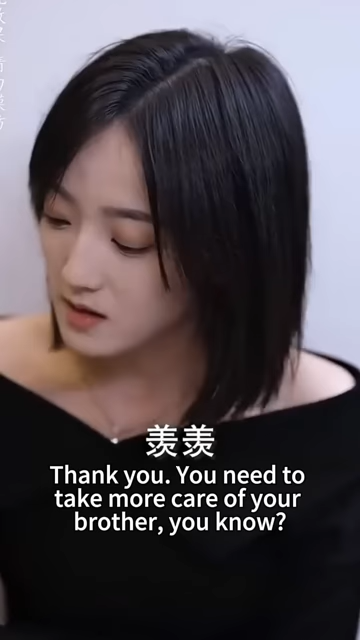 羡羡
Thank you. You need to
take more care of your
brother, you know?